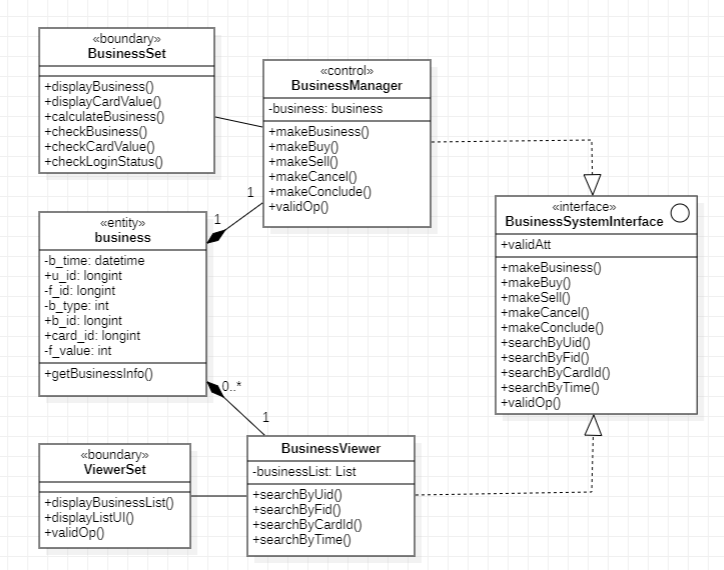 «boundary»
BusinessSet
+displayBusiness()
+displayCardValue()
+calculateBusiness()
+checkBusiness()
+checkCardValue()
+checkLoginStatus()
«control»
BusinessManager
-business: business
+makeBusiness()
+makeBuy()
+makeSell()
+makeCancel()
+makeConclude()
+validOp()
1
1
«entity»
business
-b_time: datetime
+u_id: longint
-f_id: longint
-b_type: int
+b_id: longint
+card_id: longint
-f_value: int
+getBusinessInfo()
«interface»
BusinessSystemInterface
+validAtt
+makeBusiness()
+makeBuy()
+makeSell()
+makeCancel()
+makeConclude()
+searchByUid()
+searchByFid()
+searchByCardId()
+searchByTime()
+validOp()
0..*
1
«boundary»
ViewerSet
+displayBusinessList()
+displayListUI()
+validOp()
BusinessViewer
-businessList: List
+searchByUid()
+searchByFid()
+searchByCardId()
+searchByTime()